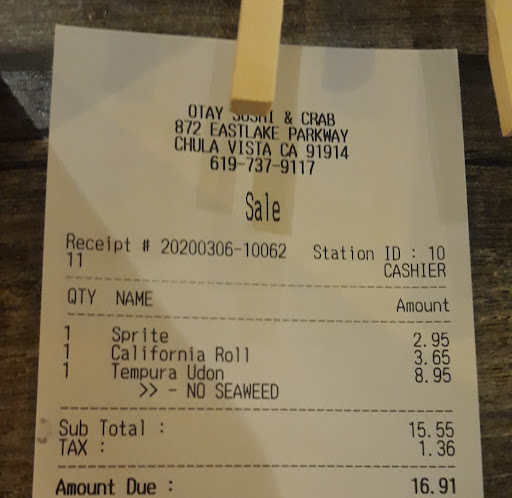 OTAY SUSHI & CRAB
872 EASTLAKE PARKWAY
CHULA VISTA CA 91914
619-737-9117
Sale
Receipt # 20200306-10062 Station ID : 10
11 CASHIER
QTY NAME Amount
1 Sprite 2.95
1 California Roll 3.65
1 Tempura Udon 8.95
>> - NO SEAWEED
Sub Total : 15.55
TAX : 1.36
Amount Due : 16.91